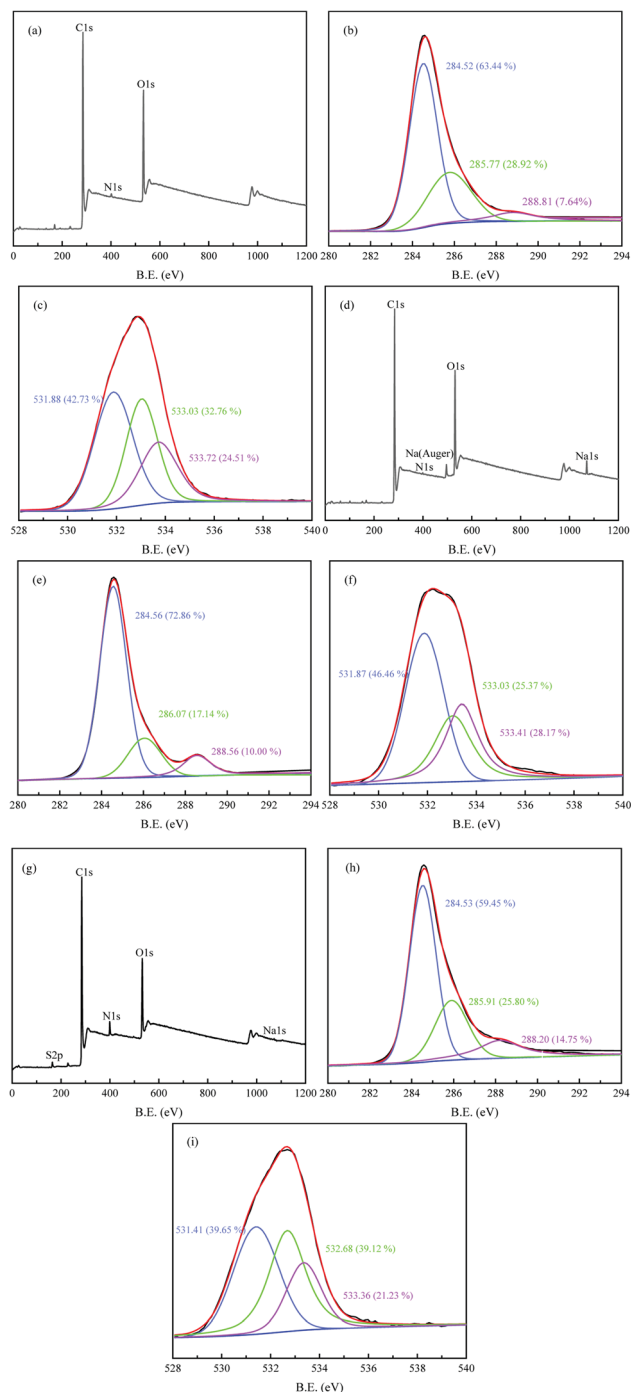 (a)
C1s
O1s
N1s
0 200 400 600 800 1000 1200
B.E. (eV)
(b)
284.52 (63.44 %)
285.77 (28.92 %)
288.81 (7.64%)
280 282 284 286 288 290 292 294
B.E. (eV)
(c)
531.88 (42.73 %)
533.03 (32.76 %)
533.72 (24.51 %)
528 530 532 534 536 538 540
B.E. (eV)
(d)
C1s
O1s
Na(Auger)
N1s
Na1s
0 200 400 600 800 1000 1200
B.E. (eV)
(e)
284.56 (72.86 %)
286.07 (17.14 %)
288.56 (10.00 %)
280 282 284 286 288 290 292 294
B.E. (eV)
(f)
531.87 (46.46 %)
533.03 (25.37 %)
533.41 (28.17 %)
528 530 532 534 536 538 540
B.E. (eV)
(g)
C1s
O1s
N1s
Na1s
S2p
0 200 400 600 800 1000 1200
B.E. (eV)
(h)
284.53 (59.45 %)
285.91 (25.80 %)
288.20 (14.75 %)
280 282 284 286 288 290 292 294
B.E. (eV)
(i)
531.41 (39.65 %)
532.68 (39.12 %)
533.36 (21.23 %)
528 530 532 534 536 538 540
B.E. (eV)